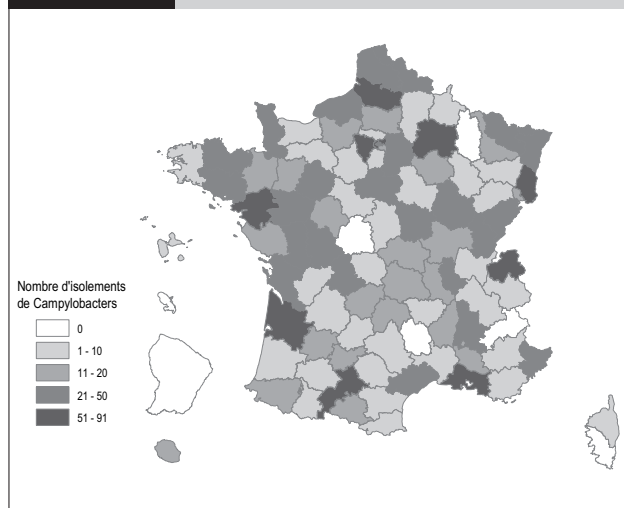 Nombre d'isolements
de Campylobacters
0
1 - 10
11 - 20
21 - 50
51 - 91